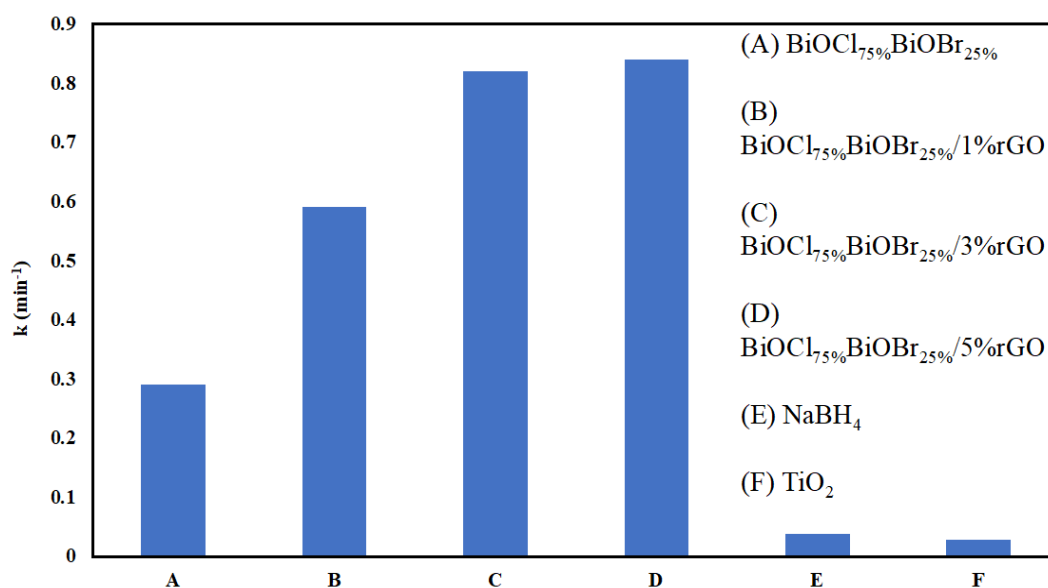 0.9
0.8
0.7
0.6
0.5
0.4
0.3
0.2
0.1
0
k (min⁻¹)
A B C D E F
(A) BiOCl₇₅%BiOBr₂₅%
(B)
BiOCl₇₅%BiOBr₂₅%/1%rGO
(C)
BiOCl₇₅%BiOBr₂₅%/3%rGO
(D)
BiOCl₇₅%BiOBr₂₅%/5%rGO
(E) NaBH₄
(F) TiO₂